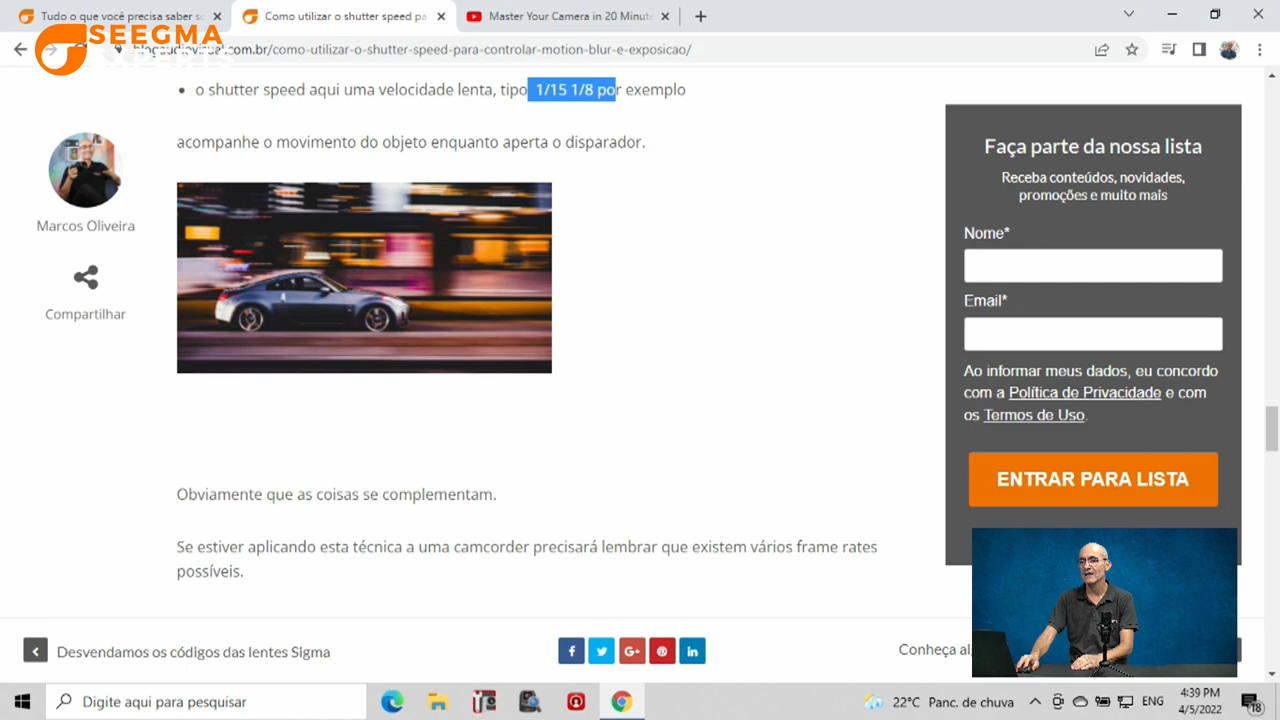 Tudo o que você precisa saber so
Como utilizar o shutter speed pa
Master Your Camera in 20 Minute
SEEGMA
EXPERTS
blogaudiovisual.com.br/como-utilizar-o-shutter-speed-para-controlar-motion-blur-e-exposicao/
o shutter speed aqui uma velocidade lenta, tipo 1/15 1/8 por exemplo
acompanhe o movimento do objeto enquanto aperta o disparador.
Marcos Oliveira
Compartilhar
Faça parte da nossa lista
Receba conteúdos, novidades,
promoções e muito mais
Nome*
Email*
Ao informar meus dados, eu concordo
com a Política de Privacidade e com
os Termos de Uso.
ENTRAR PARA LISTA
Obviamente que as coisas se complementam.
Se estiver aplicando esta técnica a uma camcorder precisará lembrar que existem vários frame rates
possíveis.
Desvendamos os códigos das lentes Sigma
Conheça al
Digite aqui para pesquisar
22°C Panc. de chuva
ENG
4:39 PM
4/5/2022
18